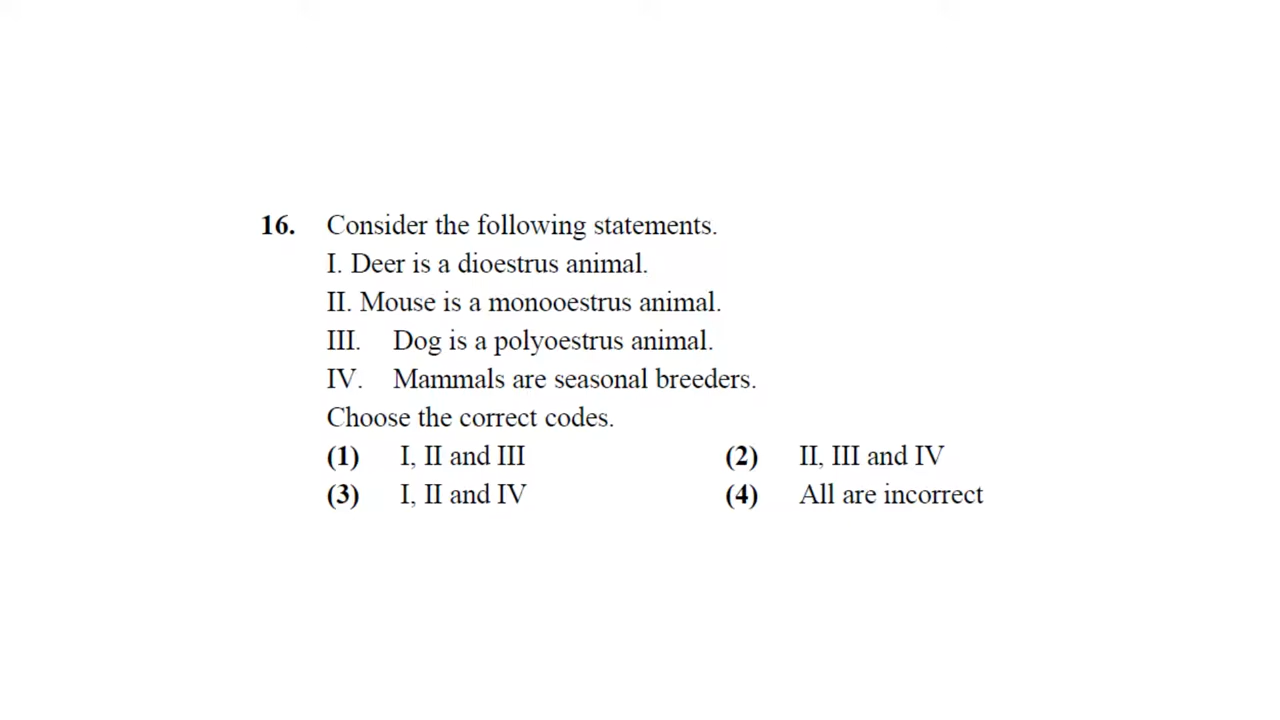 16. Consider the following statements.
I. Deer is a dioestrus animal.
II. Mouse is a monooestrus animal.
III. Dog is a polyoestrus animal.
IV. Mammals are seasonal breeders.
Choose the correct codes.
(1) I, II and III (2) II, III and IV
(3) I, II and IV (4) All are incorrect